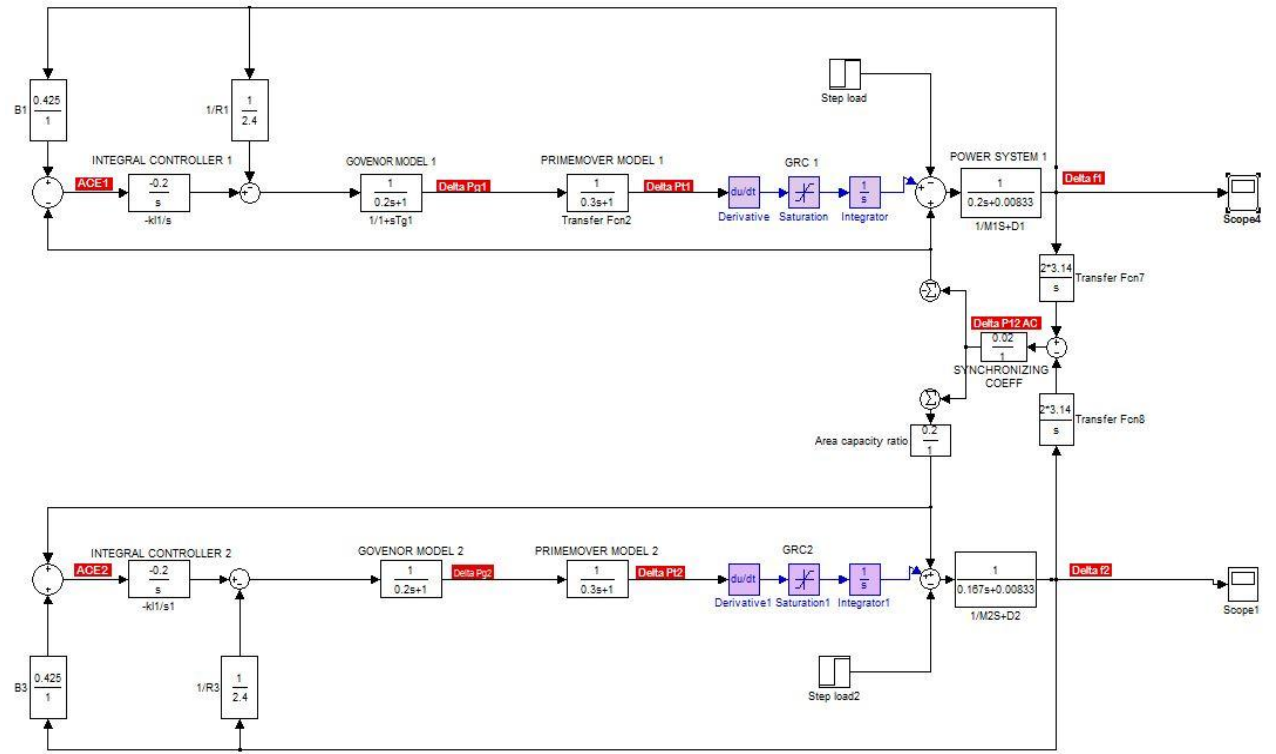 B1
0.425
1
1/R1
1
2.4
Step load
INTEGRAL CONTROLLER 1
GOVENOR MODEL 1
PRIMEMOVER MODEL 1
GRC 1
POWER SYSTEM 1
ACE1
-0.2
s
-kI1/s
1
0.2s+1
1/1+sTg1
Delta Pg1
1
0.3s+1
Transfer Fcn2
Delta Pt1
du/dt
Derivative
Saturation
1
s
Integrator
1
0.2s+0.00833
1/M1S+D1
Delta f1
Scope4
2*3.14
s
Transfer Fcn7
-Σ
Delta P12 AC
0.02
1
SYNCHRONIZING
COEFF
Σ
2*3.14
s
Transfer Fcn8
Area capacity ratio
0.2
1
INTEGRAL CONTROLLER 2
GOVENOR MODEL 2
PRIMEMOVER MODEL 2
GRC2
ACE2
-0.2
s
-kI1/s1
1
0.2s+1
Delta Pg2
1
0.3s+1
Delta Pt2
du/dt
Derivative1
Saturation1
1
s
Integrator1
1
0.167s+0.00833
1/M2S+D2
Delta f2
Scope1
B3
0.425
1
1/R3
1
2.4
Step load2